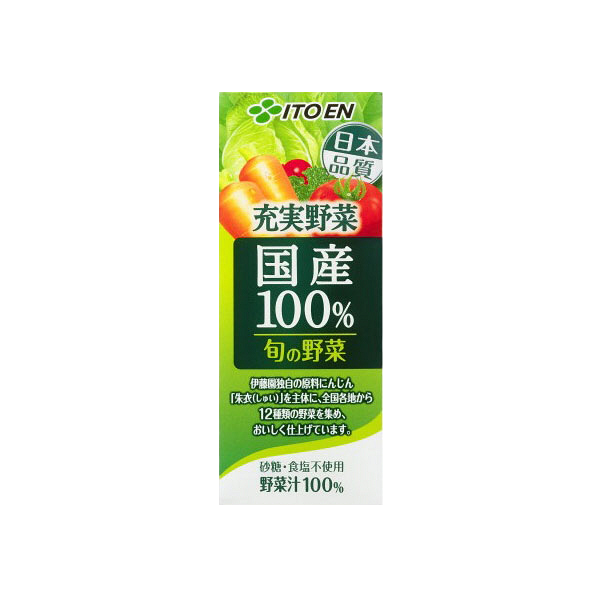 ITO EN
日本
品質
充実野菜
国産
100%
旬の野菜
伊藤園独自の原料にんじん
「朱衣(しゅい)」を主体に、全国各地から
12種類の野菜を集め、
おいしく仕上げています。
砂糖・食塩不使用
野菜汁100%